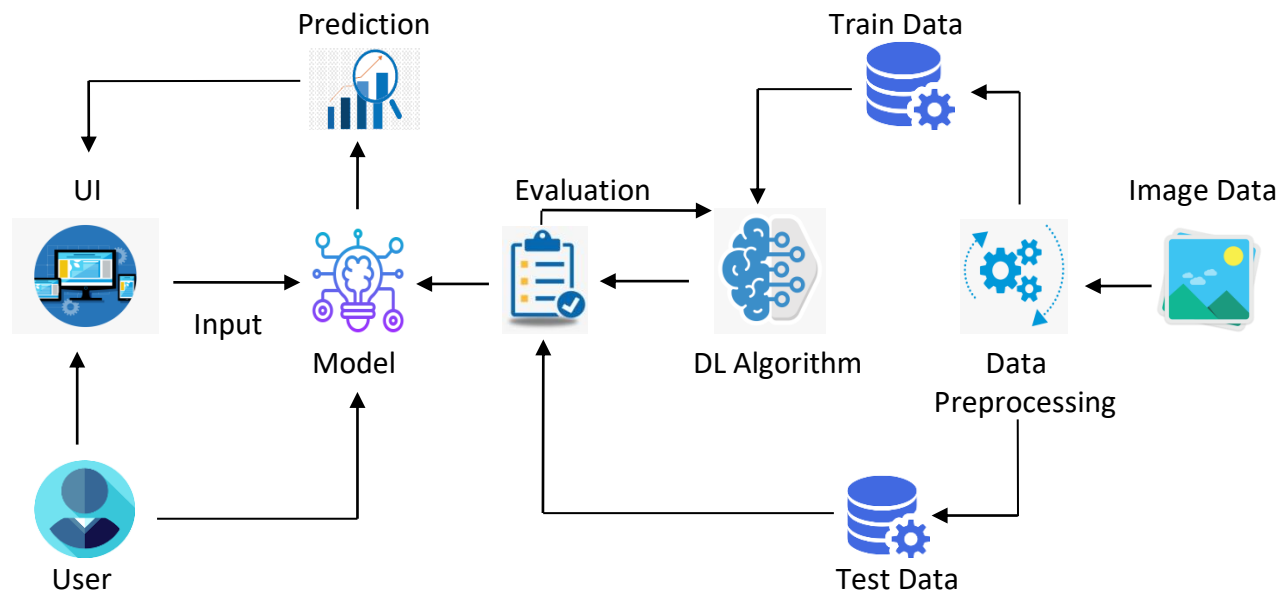 Prediction
Train Data
UI
Evaluation
Image Data
Input
Model
DL Algorithm
Data
Preprocessing
User
Test Data